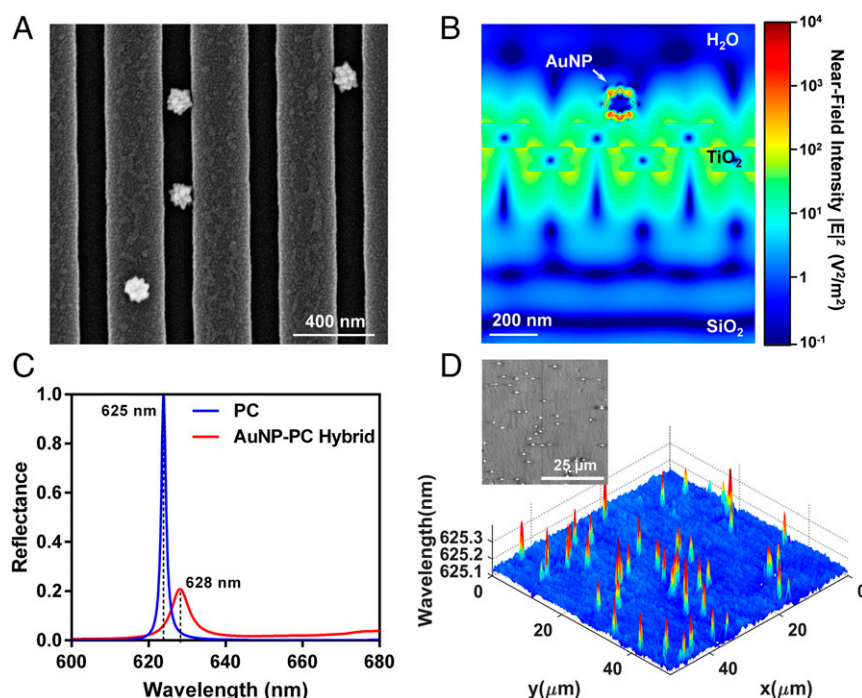 A
400 nm
B
H₂O
AuNP
TiO₂
SiO₂
200 nm
10⁴
10³
10²
10¹
1
10⁻¹
Near-Field Intensity |E|² (V²/m²)
C
1.0
0.8
0.6
0.4
0.2
0.0
Reflectance
625 nm
628 nm
PC
AuNP-PC Hybrid
600
620
640
660
680
Wavelength (nm)
D
25 µm
Wavelength(nm)
625.3
625.2
625.1
0
20
40
y(µm)
40
20
0
x(µm)